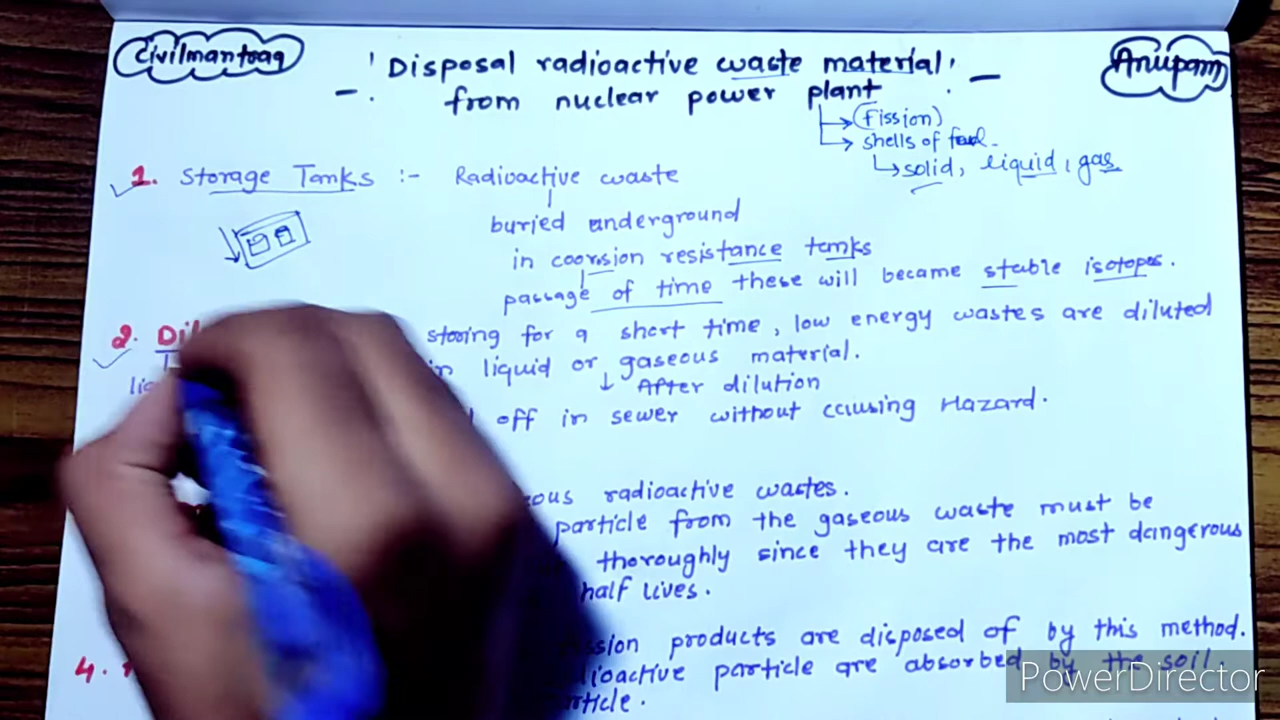 Civilmantraa
Anupam
' Disposal radioactive waste material '
from nuclear power plant
(Fission)
shells of fuel
solid, liquid, gas
1. Storage Tanks :- Radioactive waste
buried underground
in coorsion resistance tanks
passage of time these will became stable isotopes.
2. storing for a short time, low energy wastes are diluted
in liquid or gaseous material.
After dilution
off in sewer without causing Hazard.
radioactive wastes.
particle from the gaseous waste must be
thoroughly since they are the most dangerous
half lives.
products are disposed of by this method.
4. particle are absorbed by the soil.
PowerDirector